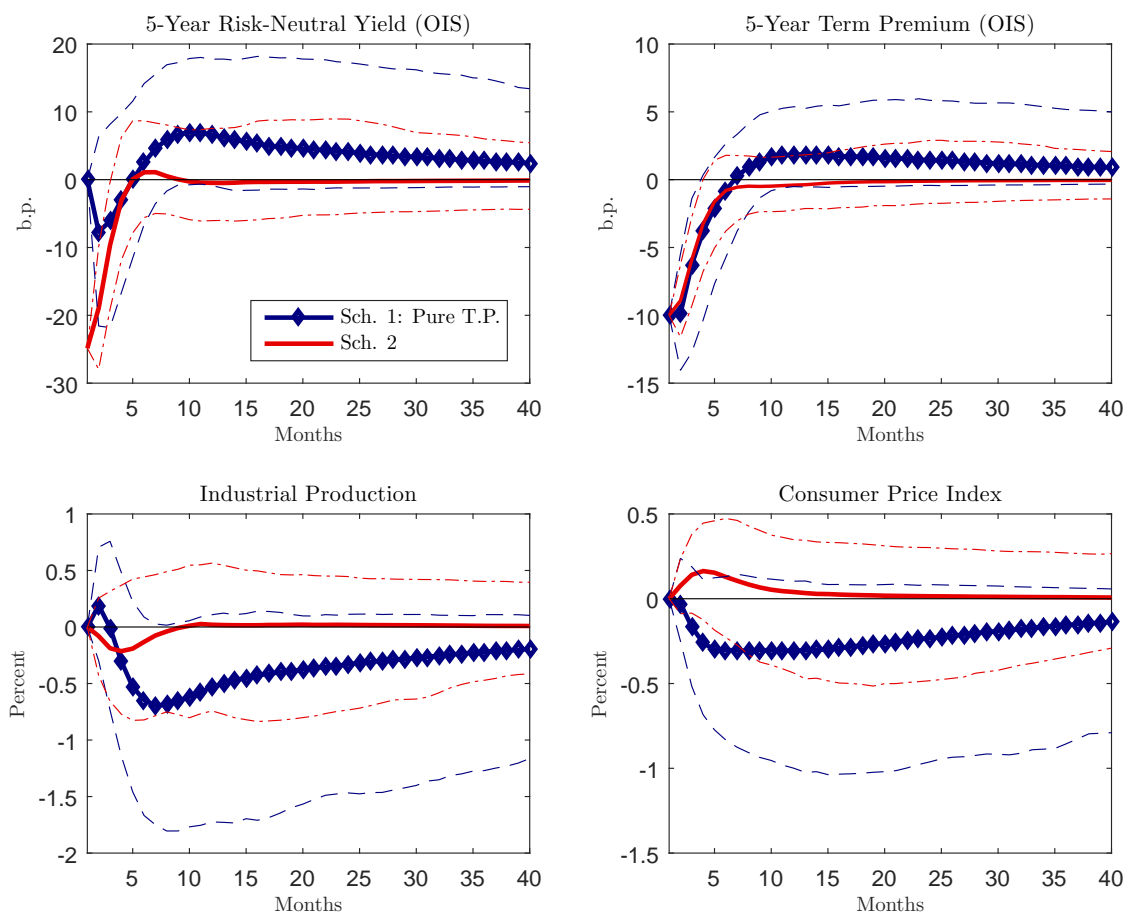 5-Year Risk-Neutral Yield (OIS)
20
10
0
-10
-20
-30
b.p.
Sch. 1: Pure T.P.
Sch. 2
5 10 15 20 25 30 35 40
Months
5-Year Term Premium (OIS)
10
5
0
-5
-10
-15
b.p.
5 10 15 20 25 30 35 40
Months
Industrial Production
1
0.5
0
-0.5
-1
-1.5
-2
Percent
5 10 15 20 25 30 35 40
Months
Consumer Price Index
0.5
0
-0.5
-1
-1.5
Percent
5 10 15 20 25 30 35 40
Months